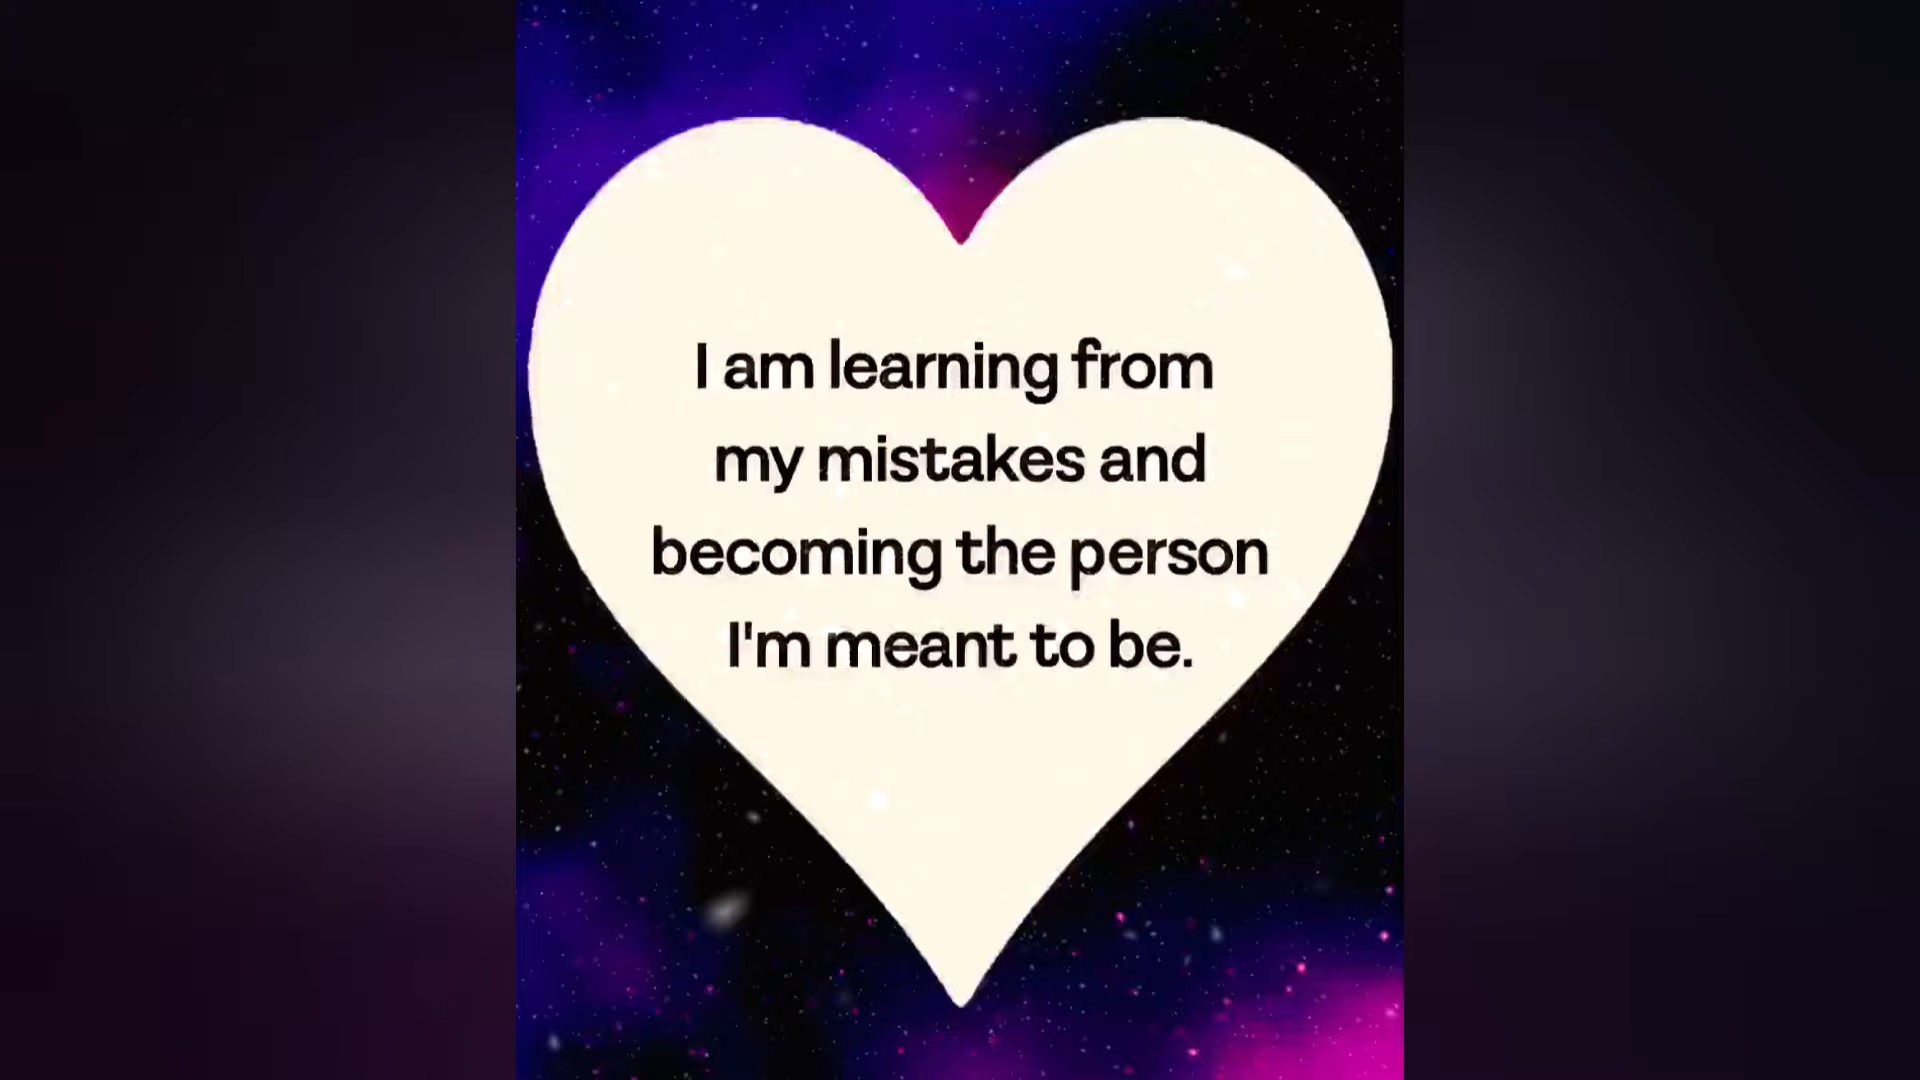 I am learning from
my mistakes and
becoming the person
I'm meant to be.